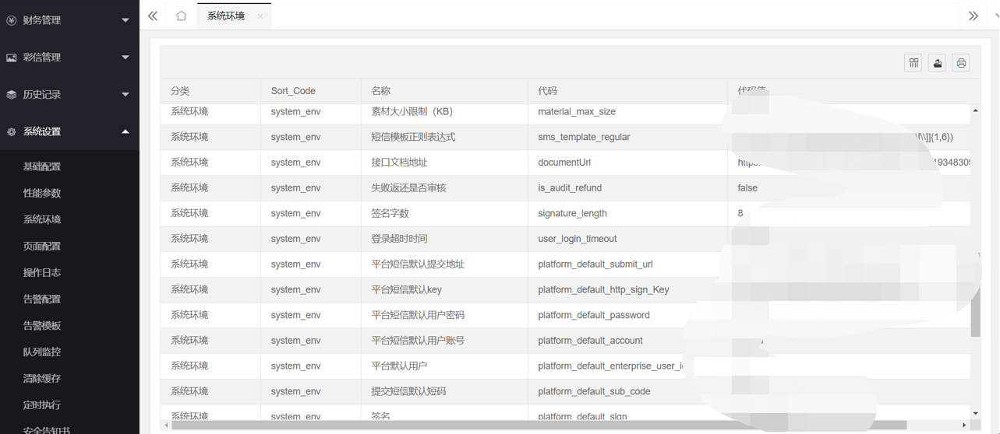 财务管理
彩信管理
历史记录
系统设置
基础配置
性能参数
系统环境
页面配置
操作日志
告警配置
告警模板
队列监控
清除缓存
定时执行
安全告知书
系统环境
分类 Sort_Code 名称 代码 代码值
系统环境 system_env 素材大小限制（KB） material_max_size
系统环境 system_env 短信模板正则表达式 sms_template_regular \[\\]]{1,6})
系统环境 system_env 接口文档地址 documentUrl 1934830
系统环境 system_env 失败返还是否审核 is_audit_refund false
系统环境 system_env 签名字数 signature_length 8
系统环境 system_env 登录超时时间 user_login_timeout
系统环境 system_env 平台短信默认提交地址 platform_default_submit_url
系统环境 system_env 平台短信默认key platform_default_http_sign_Key
系统环境 system_env 平台短信默认用户密码 platform_default_password
系统环境 system_env 平台短信默认用户账号 platform_default_account
系统环境 system_env 平台默认用户 platform_default_enterprise_user_i
系统环境 system_env 提交短信默认短码 platform_default_sub_code
系统环境 system_env 签名 platform_default_sign